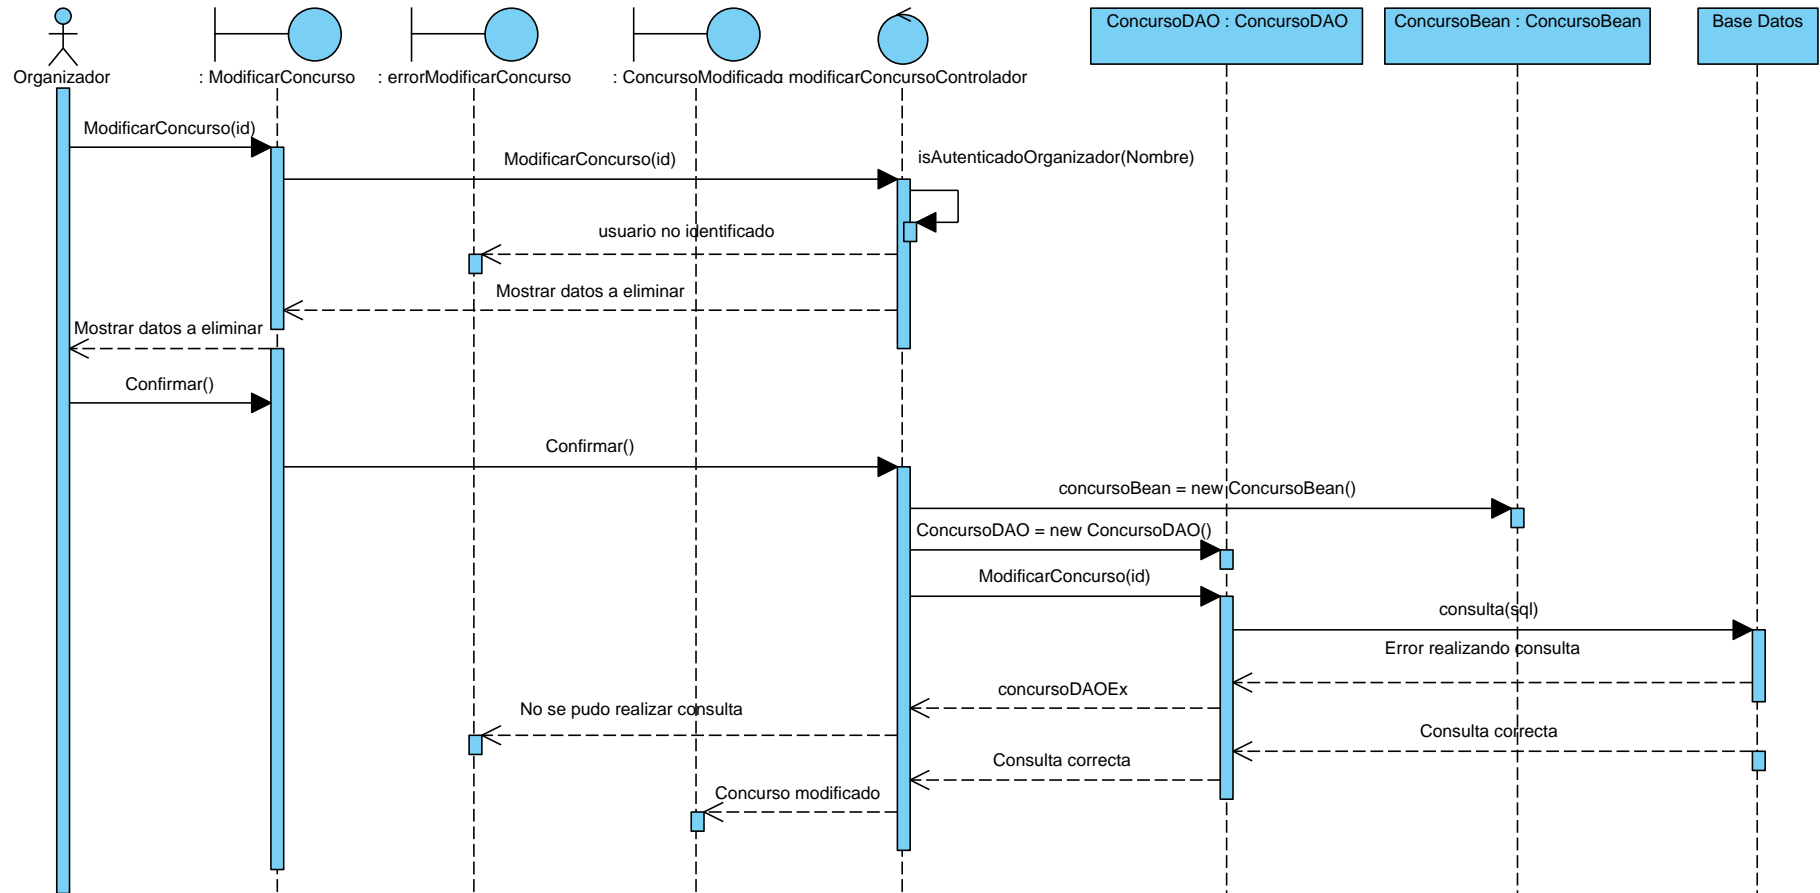 ConcursoDAO : ConcursoDAO
ConcursoBean : ConcursoBean
Base Datos
Organizador
: ModificarConcurso
: errorModificarConcurso
: ConcursoModificado
modificarConcursoControlador
ModificarConcurso(id)
ModificarConcurso(id)
isAutenticadoOrganizador(Nombre)
usuario no identificado
Mostrar datos a eliminar
Mostrar datos a eliminar
Confirmar()
Confirmar()
concursoBean = new ConcursoBean()
ConcursoDAO = new ConcursoDAO()
ModificarConcurso(id)
consulta(sql)
Error realizando consulta
concursoDAOEx
No se pudo realizar consulta
Consulta correcta
Consulta correcta
Concurso modificado